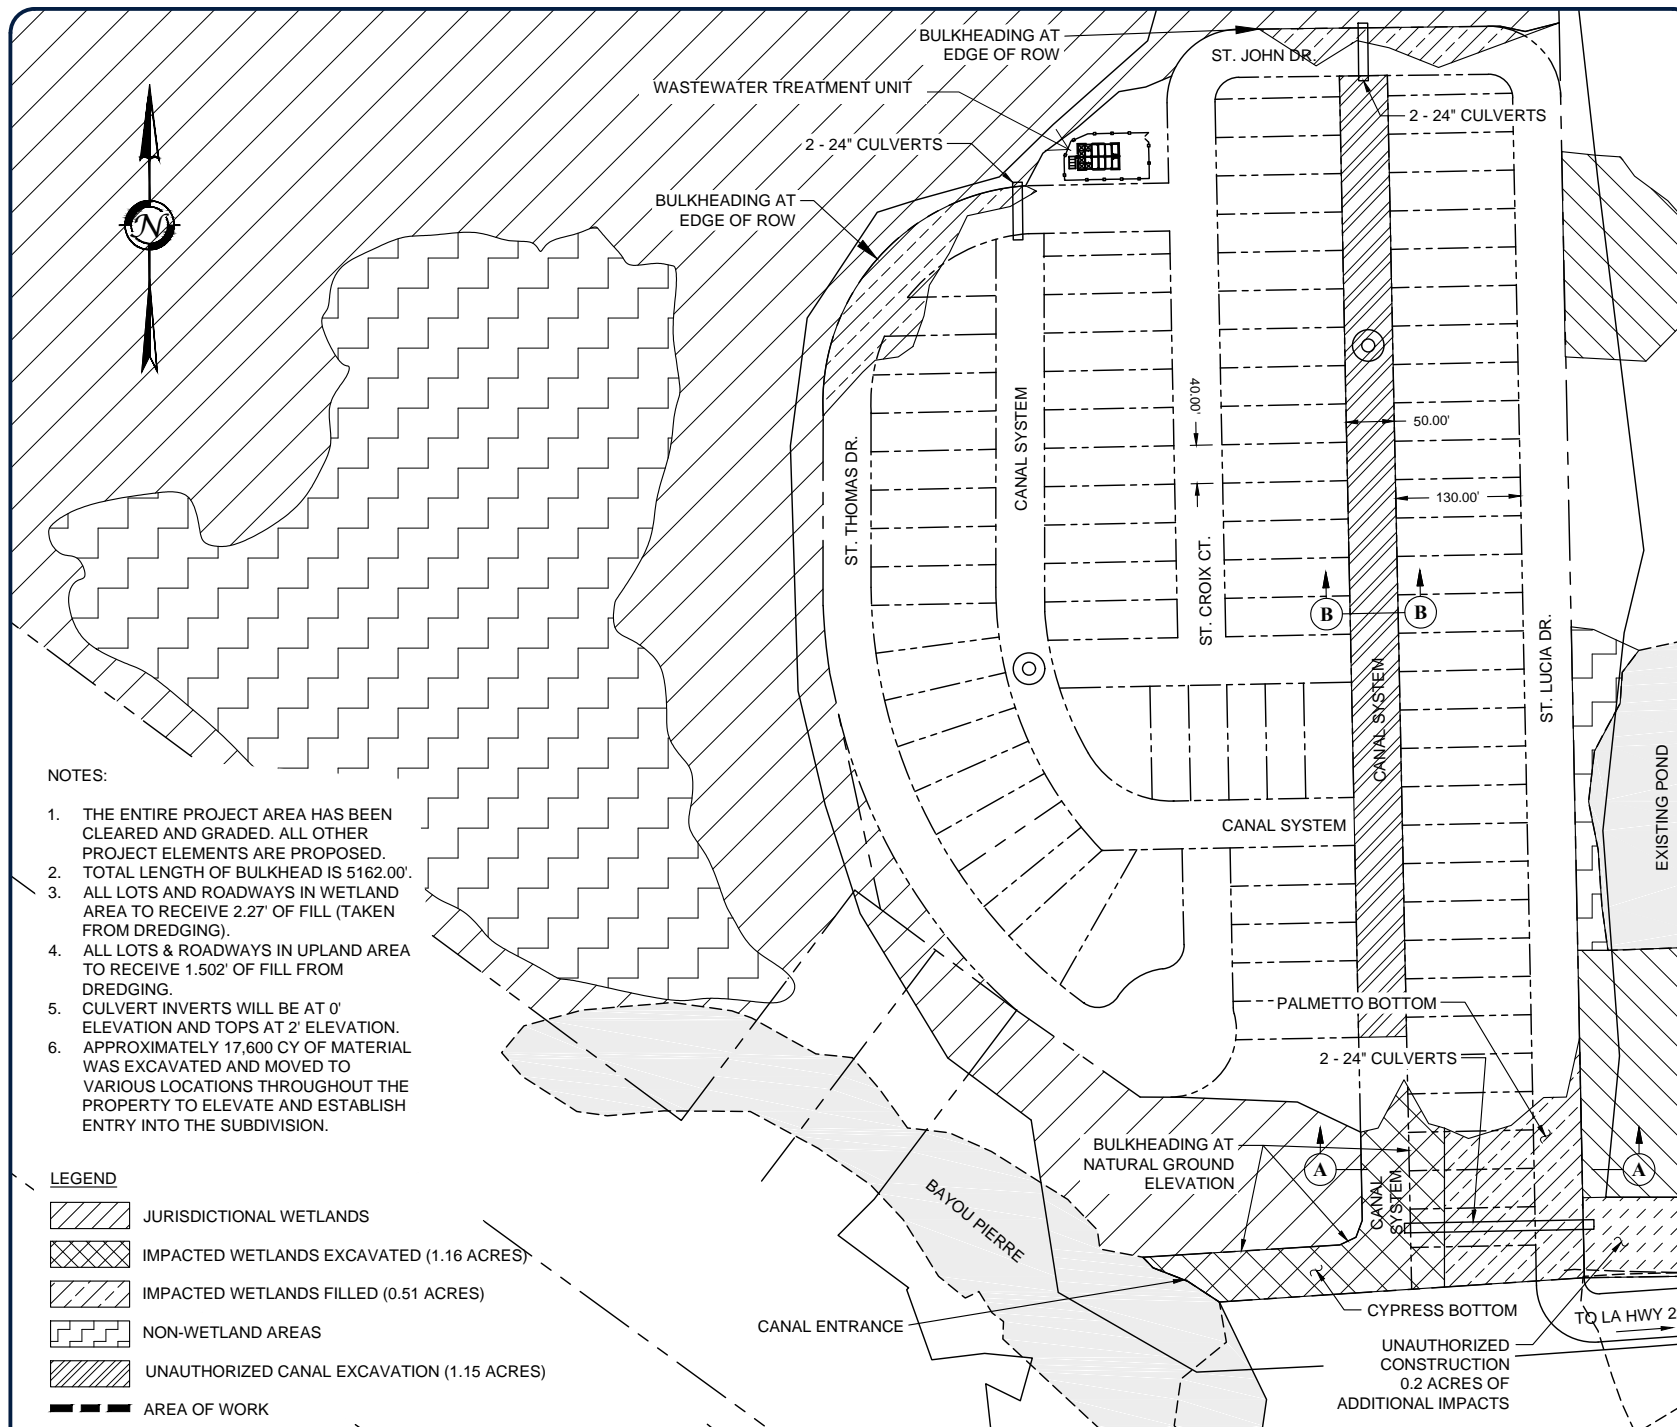 BULKHEADING AT
EDGE OF ROW
ST. JOHN DR.
WASTEWATER TREATMENT UNIT
2 - 24" CULVERTS
2 - 24" CULVERTS
BULKHEADING AT
EDGE OF ROW
N
40.00'
50.00'
130.00'
CANAL SYSTEM
ST. THOMAS DR.
ST. CROIX CT.
B
B
ST. LUCIA DR.
CANAL SYSTEM
EXISTING POND
CANAL SYSTEM
NOTES:
1. THE ENTIRE PROJECT AREA HAS BEEN
CLEARED AND GRADED. ALL OTHER
PROJECT ELEMENTS ARE PROPOSED.
2. TOTAL LENGTH OF BULKHEAD IS 5162.00'.
3. ALL LOTS AND ROADWAYS IN WETLAND
AREA TO RECEIVE 2.27' OF FILL (TAKEN
FROM DREDGING).
4. ALL LOTS & ROADWAYS IN UPLAND AREA
TO RECEIVE 1.502' OF FILL FROM
DREDGING.
5. CULVERT INVERTS WILL BE AT 0'
ELEVATION AND TOPS AT 2' ELEVATION.
6. APPROXIMATELY 17,600 CY OF MATERIAL
WAS EXCAVATED AND MOVED TO
VARIOUS LOCATIONS THROUGHOUT THE
PROPERTY TO ELEVATE AND ESTABLISH
ENTRY INTO THE SUBDIVISION.
PALMETTO BOTTOM
2 - 24" CULVERTS
BULKHEADING AT
NATURAL GROUND
ELEVATION
A
A
CANAL
SYSTEM
BAYOU PIERRE
CANAL ENTRANCE
CYPRESS BOTTOM
TO LA HWY 2
UNAUTHORIZED
CONSTRUCTION
0.2 ACRES OF
ADDITIONAL IMPACTS
LEGEND
JURISDICTIONAL WETLANDS
IMPACTED WETLANDS EXCAVATED (1.16 ACRES)
IMPACTED WETLANDS FILLED (0.51 ACRES)
NON-WETLAND AREAS
UNAUTHORIZED CANAL EXCAVATION (1.15 ACRES)
AREA OF WORK